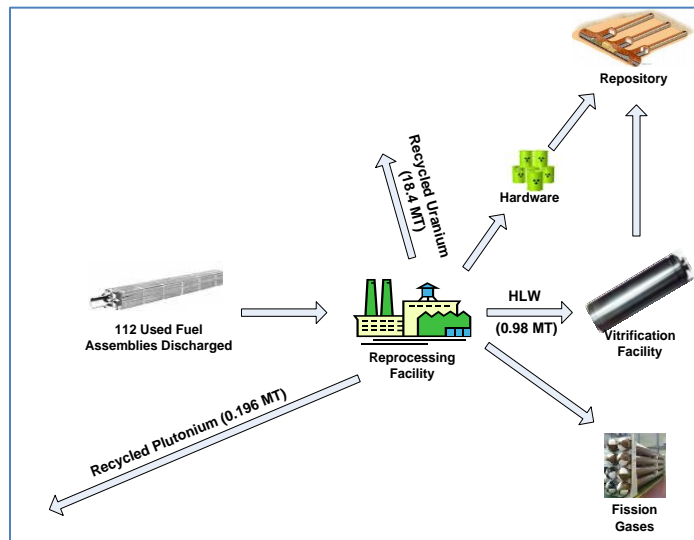 Repository
Recycled Uranium
(18.4 MT)
Hardware
112 Used Fuel
Assemblies Discharged
HLW
(0.98 MT)
Reprocessing
Facility
Vitrification
Facility
Recycled Plutonium (0.196 MT)
Fission
Gases